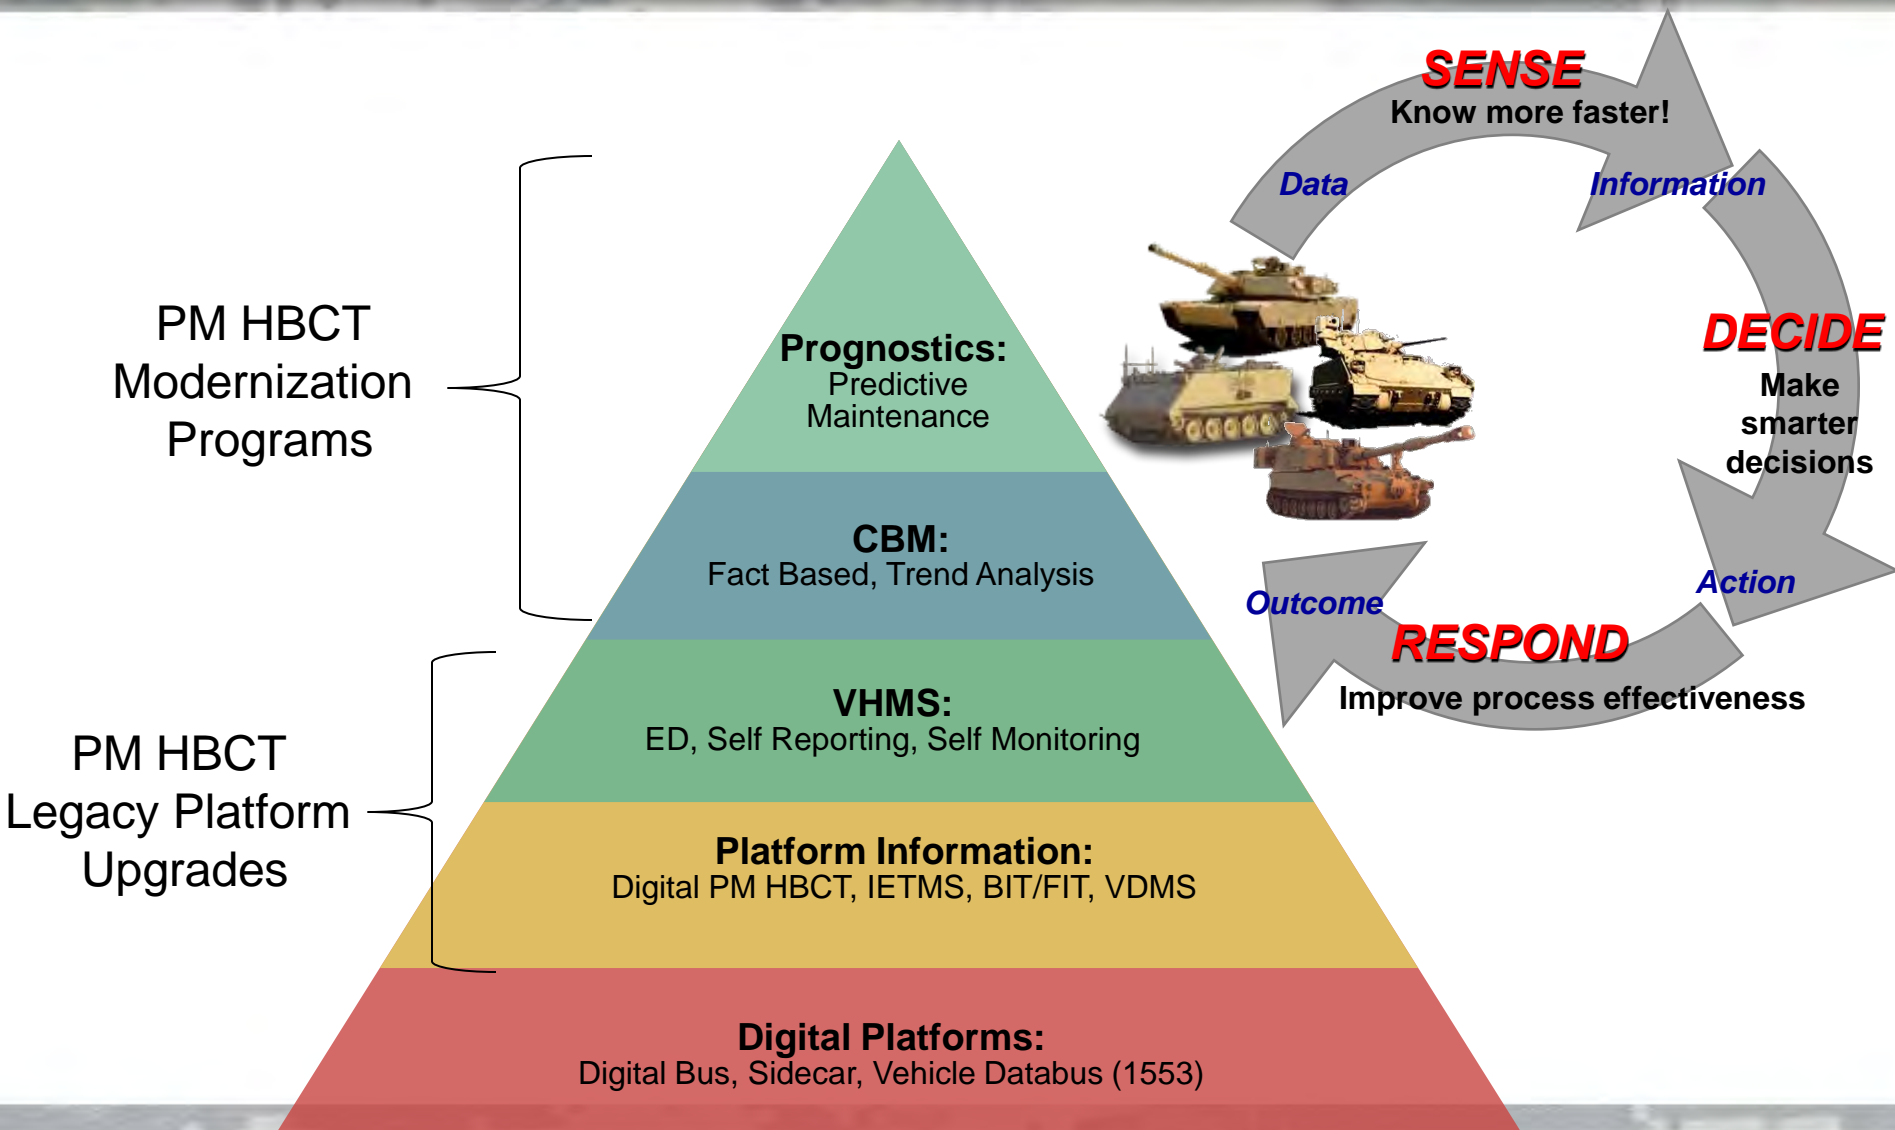 PM HBCT
Modernization
Programs
PM HBCT
Legacy Platform
Upgrades
Prognostics:
Predictive
Maintenance
CBM:
Fact Based, Trend Analysis
VHMS:
ED, Self Reporting, Self Monitoring
Platform Information:
Digital PM HBCT, IETMS, BIT/FIT, VDMS
Digital Platforms:
Digital Bus, Sidecar, Vehicle Databus (1553)
SENSE
Know more faster!
Data
Information
DECIDE
Make
smarter
decisions
Action
Outcome
RESPOND
Improve process effectiveness